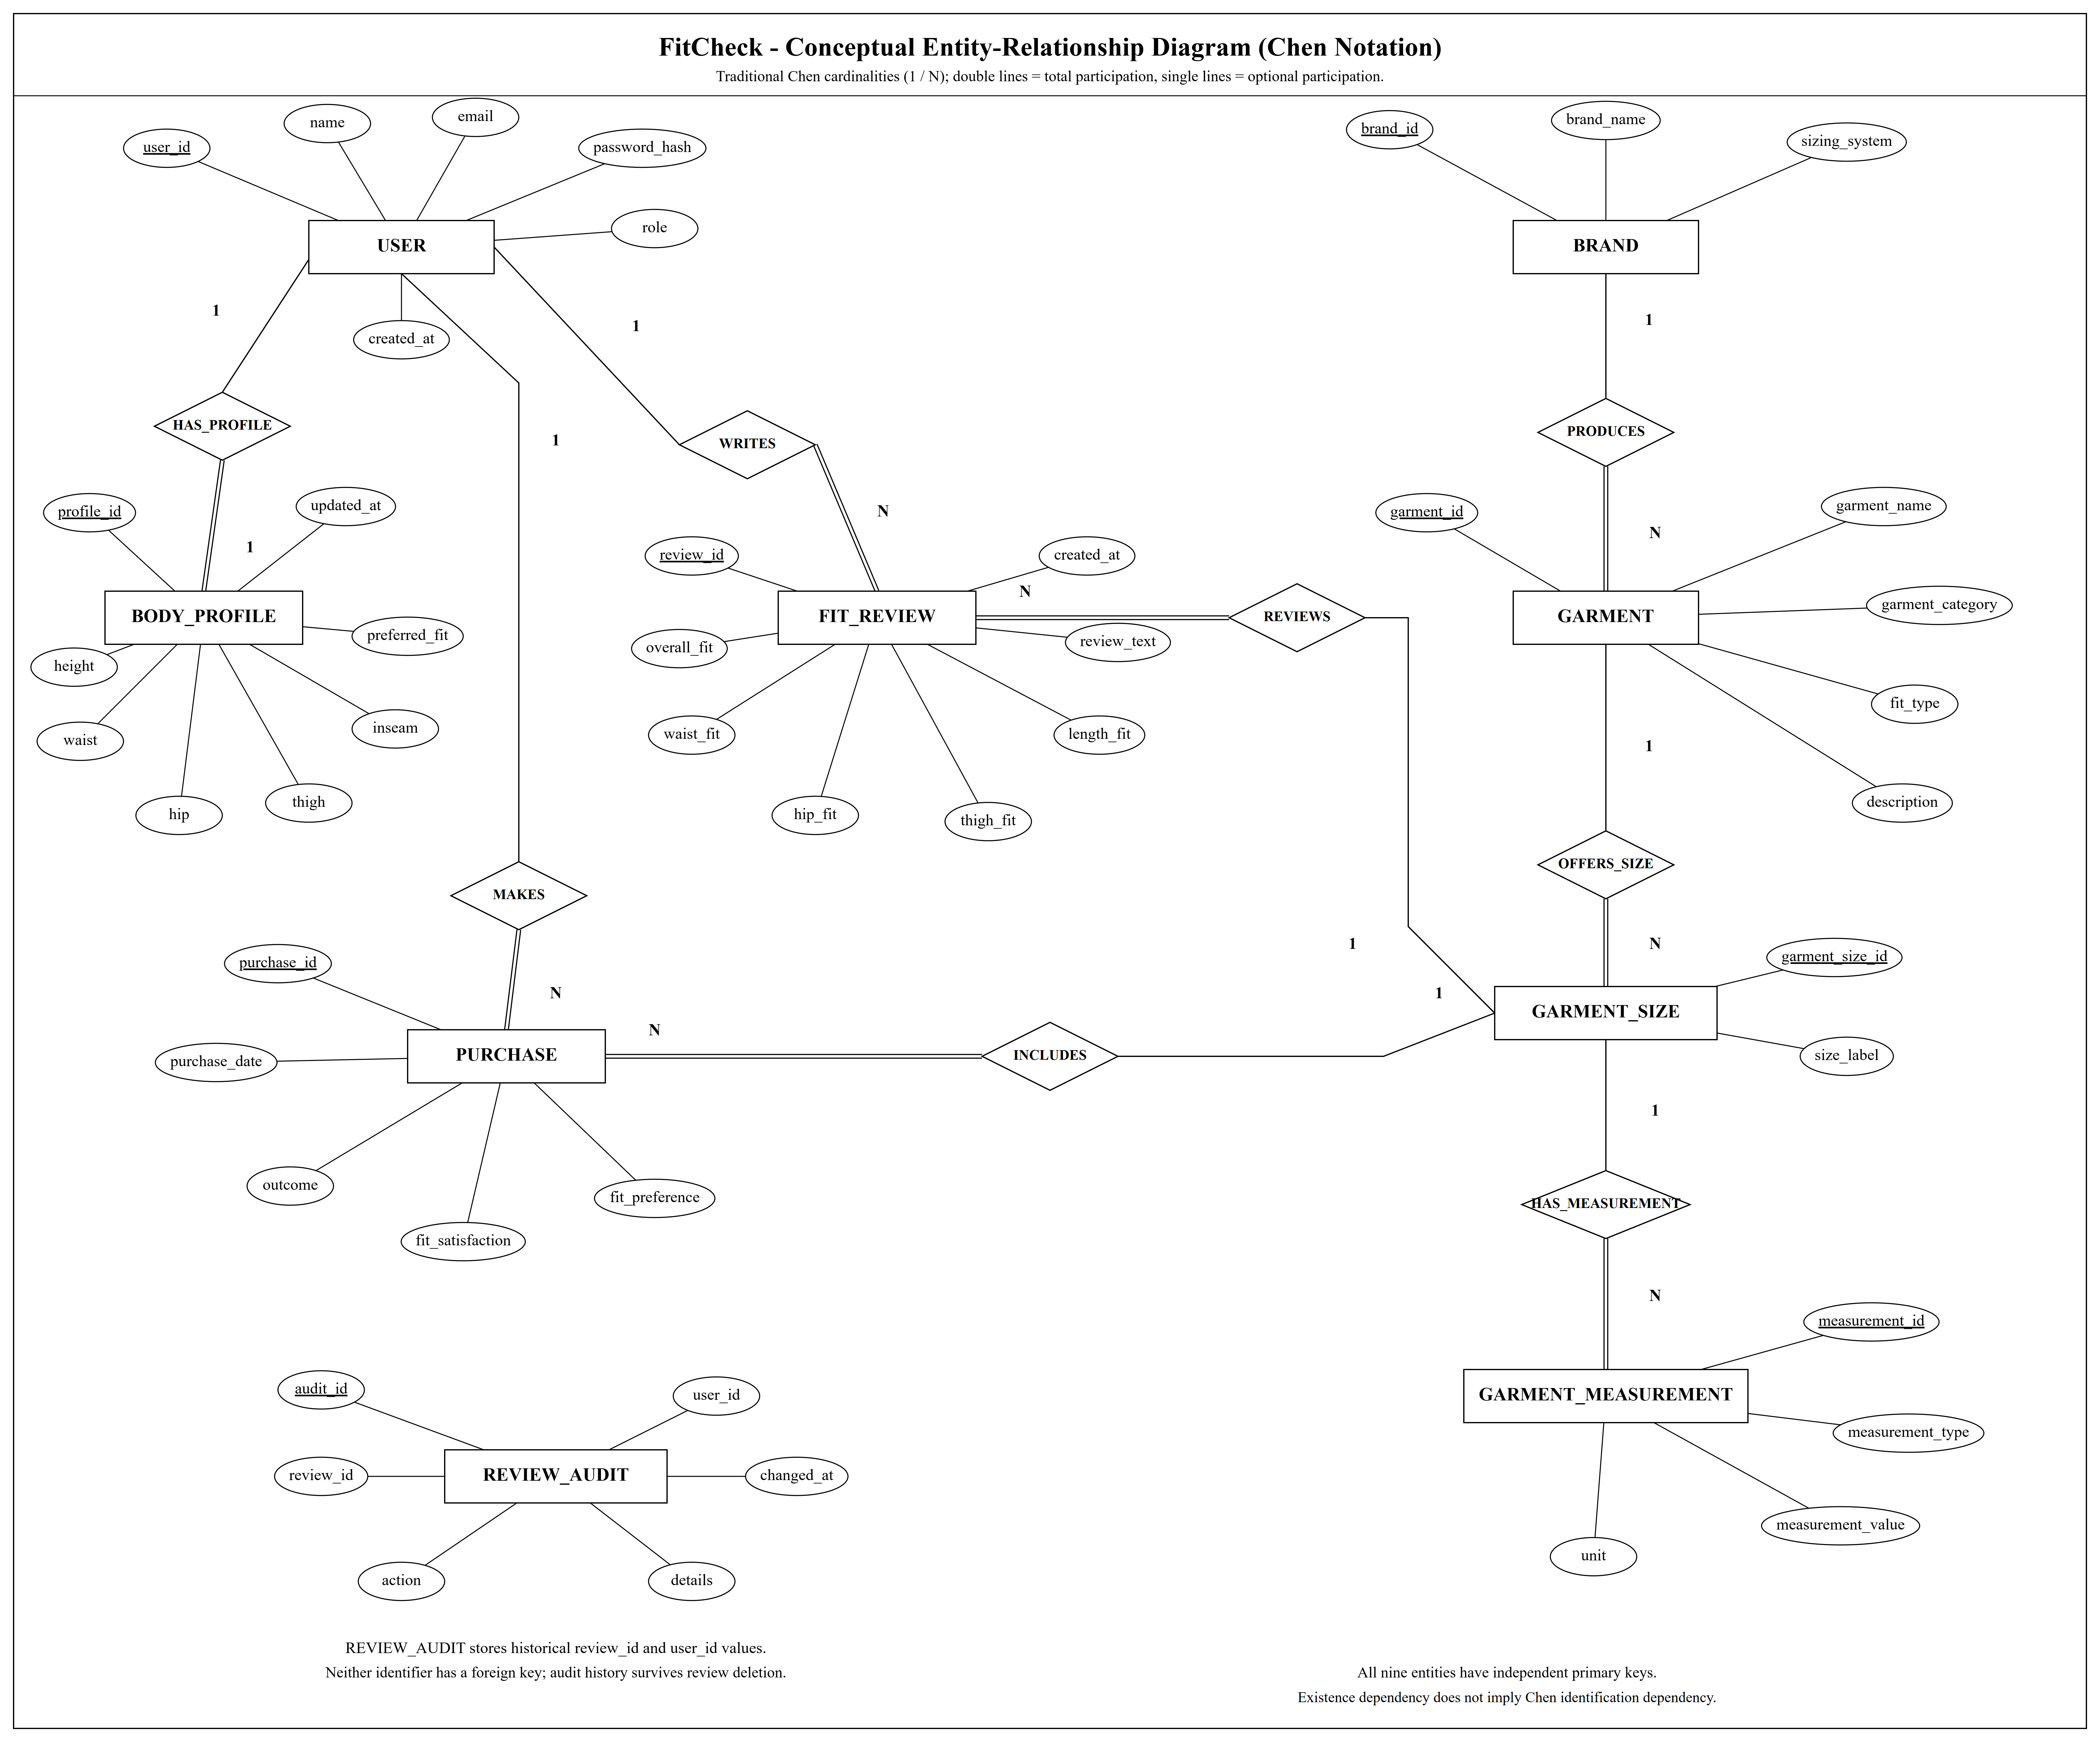 FitCheck - Conceptual Entity-Relationship Diagram (Chen Notation)
Traditional Chen cardinalities (1 / N); double lines = total participation, single lines = optional participation.
user_id
name
email
password_hash
role
USER
created_at
brand_id
brand_name
sizing_system
BRAND
1
1
1
1
HAS_PROFILE
WRITES
PRODUCES
profile_id
updated_at
1
BODY_PROFILE
preferred_fit
height
waist
hip
thigh
inseam
N
review_id
created_at
N
FIT_REVIEW
REVIEWS
overall_fit
review_text
waist_fit
length_fit
hip_fit
thigh_fit
garment_id
garment_name
N
GARMENT
garment_category
fit_type
1
description
MAKES
OFFERS_SIZE
purchase_id
N
N
PURCHASE
purchase_date
INCLUDES
outcome
fit_preference
fit_satisfaction
1
1
N
garment_size_id
GARMENT_SIZE
size_label
1
HAS_MEASUREMENT
N
measurement_id
GARMENT_MEASUREMENT
measurement_type
measurement_value
unit
audit_id
user_id
review_id
REVIEW_AUDIT
changed_at
action
details
REVIEW_AUDIT stores historical review_id and user_id values.
Neither identifier has a foreign key; audit history survives review deletion.
All nine entities have independent primary keys.
Existence dependency does not imply Chen identification dependency.